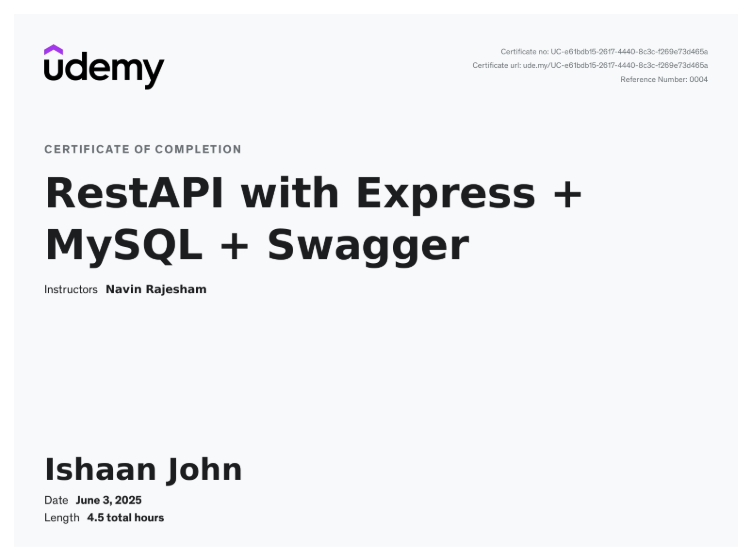 udemy
Certificate no: UC-e61bdb15-2617-4440-8c3c-f269e73d465a
Certificate url: ude.my/UC-e61bdb15-2617-4440-8c3c-f269e73d465a
Reference Number: 0004
CERTIFICATE OF COMPLETION
RestAPI with Express +
MySQL + Swagger
Instructors Navin Rajesham
Ishaan John
Date June 3, 2025
Length 4.5 total hours